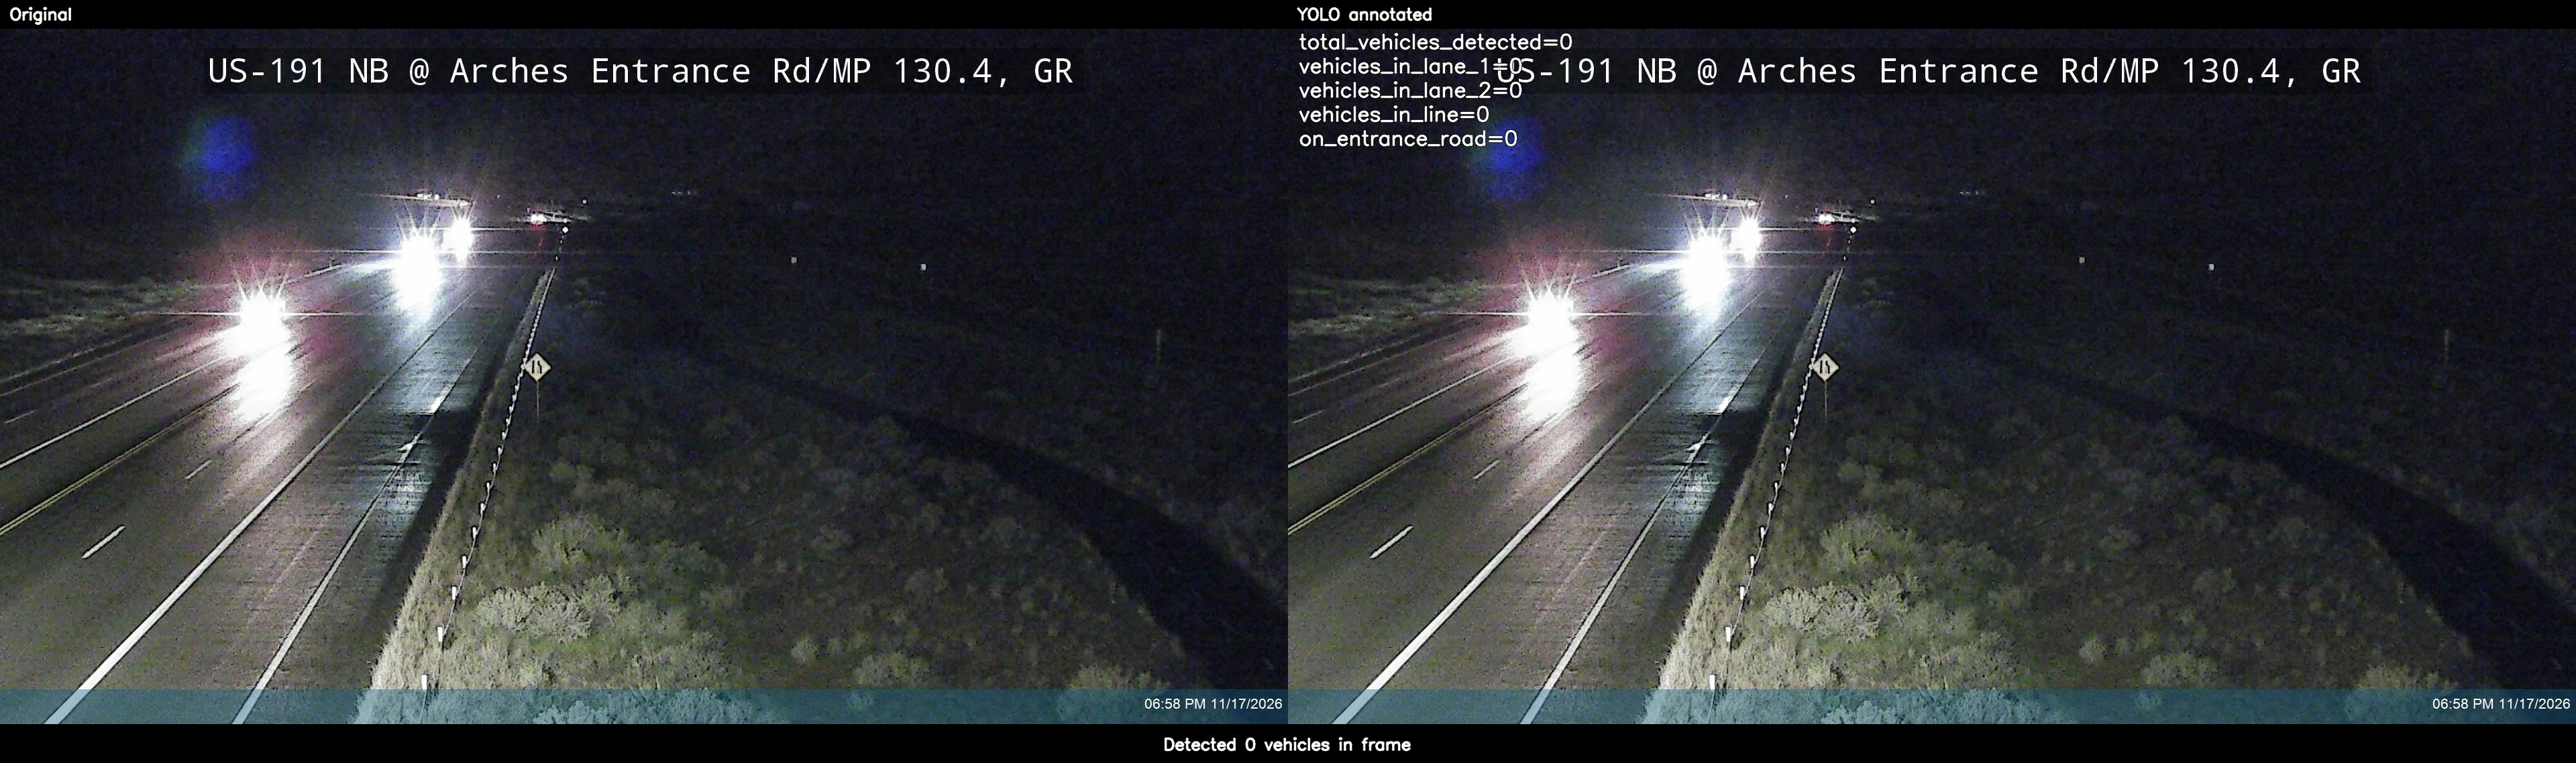 Original
US-191 NB @ Arches Entrance Rd/MP 130.4, GR
06:58 PM 11/17/2026
YOLO annotated
total_vehicles_detected=0
vehicles_in_lane_1=0
US-191 NB @ Arches Entrance Rd/MP 130.4, GR
vehicles_in_lane_2=0
vehicles_in_line=0
on_entrance_road=0
06:58 PM 11/17/2026
Detected 0 vehicles in frame